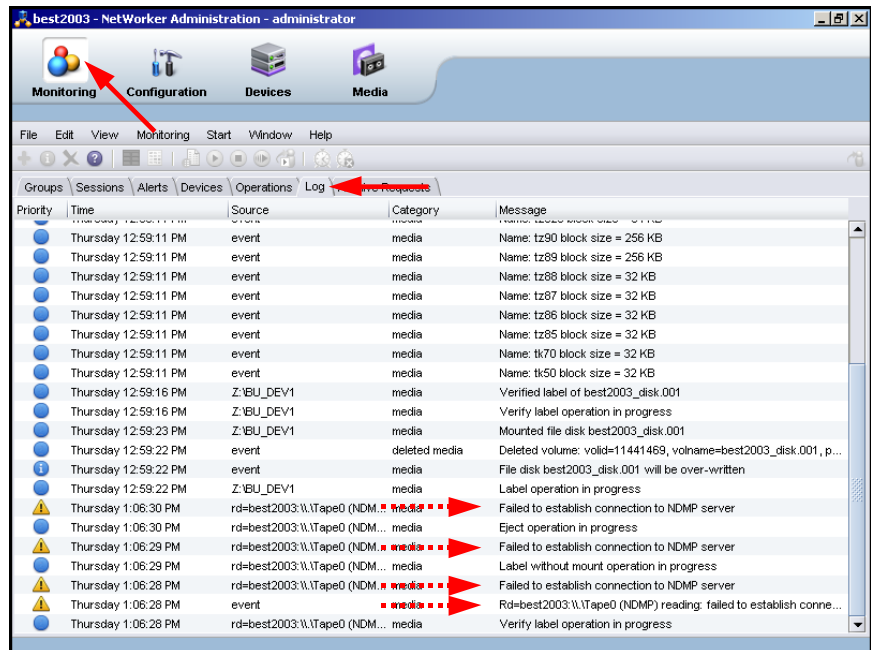 best2003 - NetWorker Administration - administrator
Monitoring Configuration Devices Media
File Edit View Monitoring Start Window Help
Groups Sessions Alerts Devices Operations Log Requests
Priority Time Source Category Message
Thursday 12:59:11 PM event media Name: tz90 block size = 256 KB
Thursday 12:59:11 PM event media Name: tz89 block size = 256 KB
Thursday 12:59:11 PM event media Name: tz88 block size = 32 KB
Thursday 12:59:11 PM event media Name: tz87 block size = 32 KB
Thursday 12:59:11 PM event media Name: tz86 block size = 32 KB
Thursday 12:59:11 PM event media Name: tz85 block size = 32 KB
Thursday 12:59:11 PM event media Name: tk70 block size = 32 KB
Thursday 12:59:11 PM event media Name: tk50 block size = 32 KB
Thursday 12:59:16 PM Z:\BU_DEV1 media Verified label of best2003_disk.001
Thursday 12:59:16 PM Z:\BU_DEV1 media Verify label operation in progress
Thursday 12:59:23 PM Z:\BU_DEV1 media Mounted file disk best2003_disk.001
Thursday 12:59:22 PM event deleted media Deleted volume: volid=11441469, volname=best2003_disk.001, p...
Thursday 12:59:22 PM event media File disk best2003_disk.001 will be over-written
Thursday 12:59:22 PM Z:\BU_DEV1 media Label operation in progress
Thursday 1:06:30 PM rd=best2003:\\.\Tape0 (NDM... media Failed to establish connection to NDMP server
Thursday 1:06:30 PM rd=best2003:\\.\Tape0 (NDM... media Eject operation in progress
Thursday 1:06:29 PM rd=best2003:\\.\Tape0 (NDM... media Failed to establish connection to NDMP server
Thursday 1:06:29 PM rd=best2003:\\.\Tape0 (NDM... media Label without mount operation in progress
Thursday 1:06:28 PM rd=best2003:\\.\Tape0 (NDM... media Failed to establish connection to NDMP server
Thursday 1:06:28 PM event media Rd=best2003:\\.\Tape0 (NDMP) reading: failed to establish conne...
Thursday 1:06:28 PM rd=best2003:\\.\Tape0 (NDM... media Verify label operation in progress